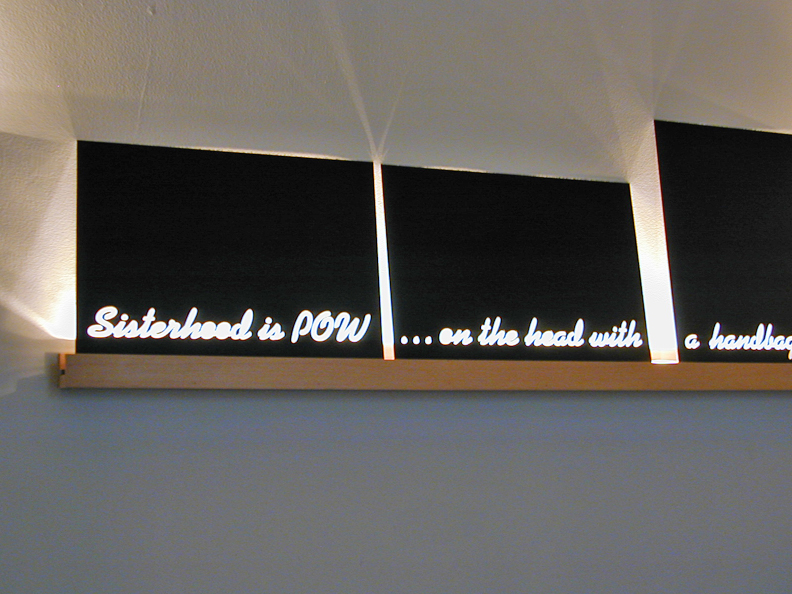 Sisterhood is POW
...on the head with
a handbag